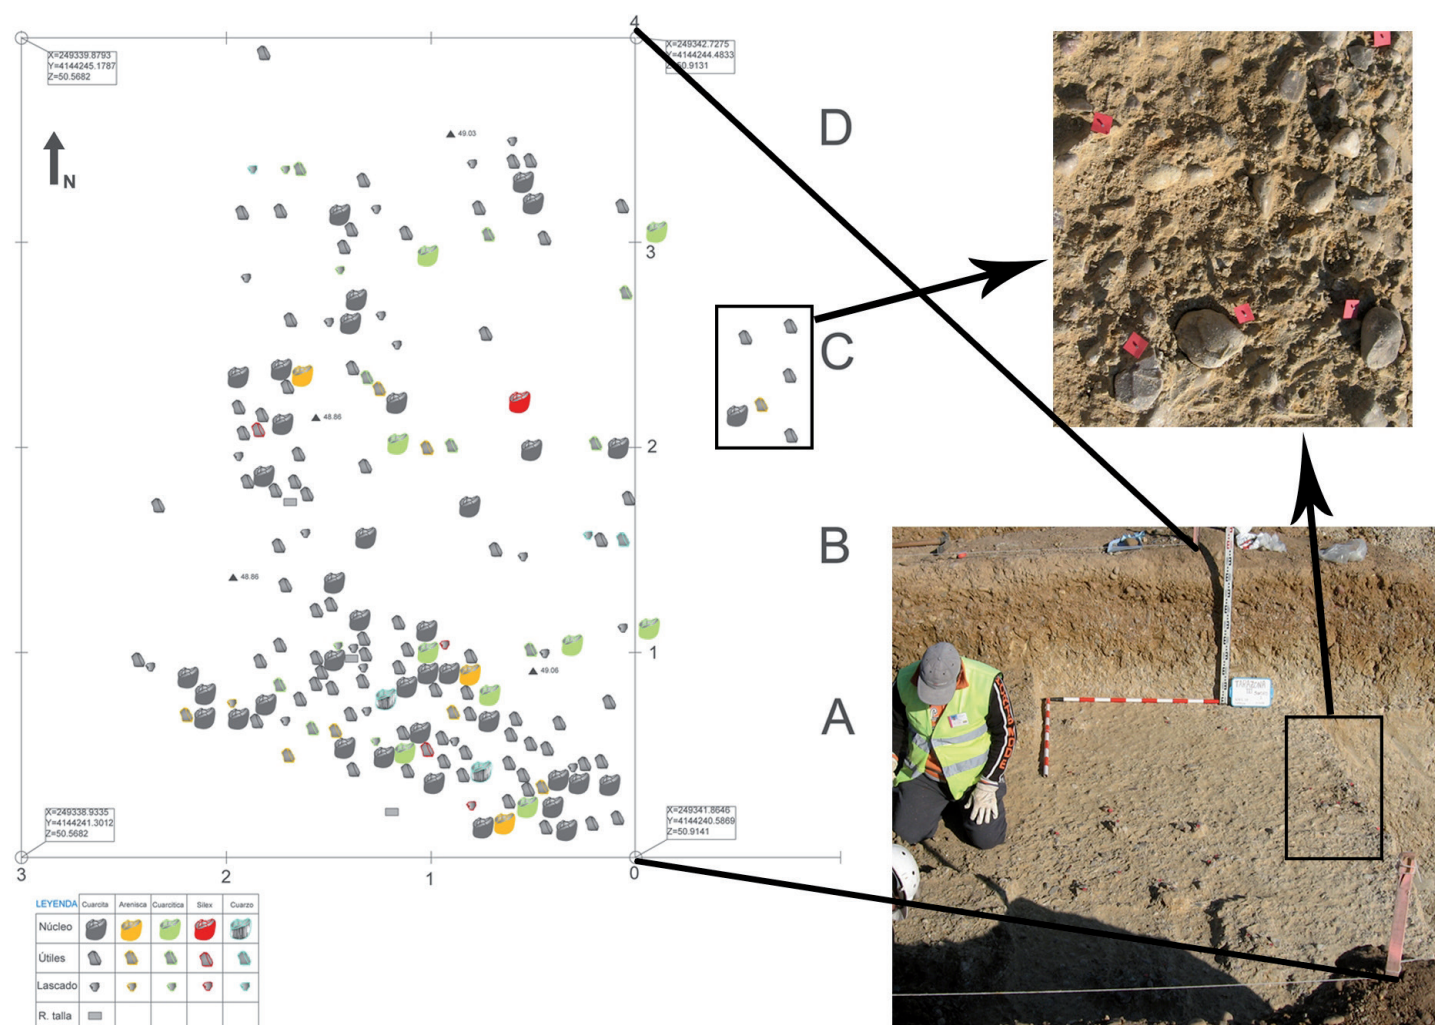 4
X=249339.8793
Y=4144245.1787
Z=50.5682
X=249342.7275
Y=4144244.4833
Z=50.9131
D
49.03
N
3
C
48.86
2
B
48.86
1
49.06
A
TARAZONA
X=249338.9335
Y=4144241.3012
Z=50.5682
X=249341.8646
Y=4144240.5869
Z=50.9141
3
2
1
0
LEYENDA Cuarcita Arenisca Cuarcítica Silex Cuarzo
Núcleo
Útiles
Lascado
R. talla